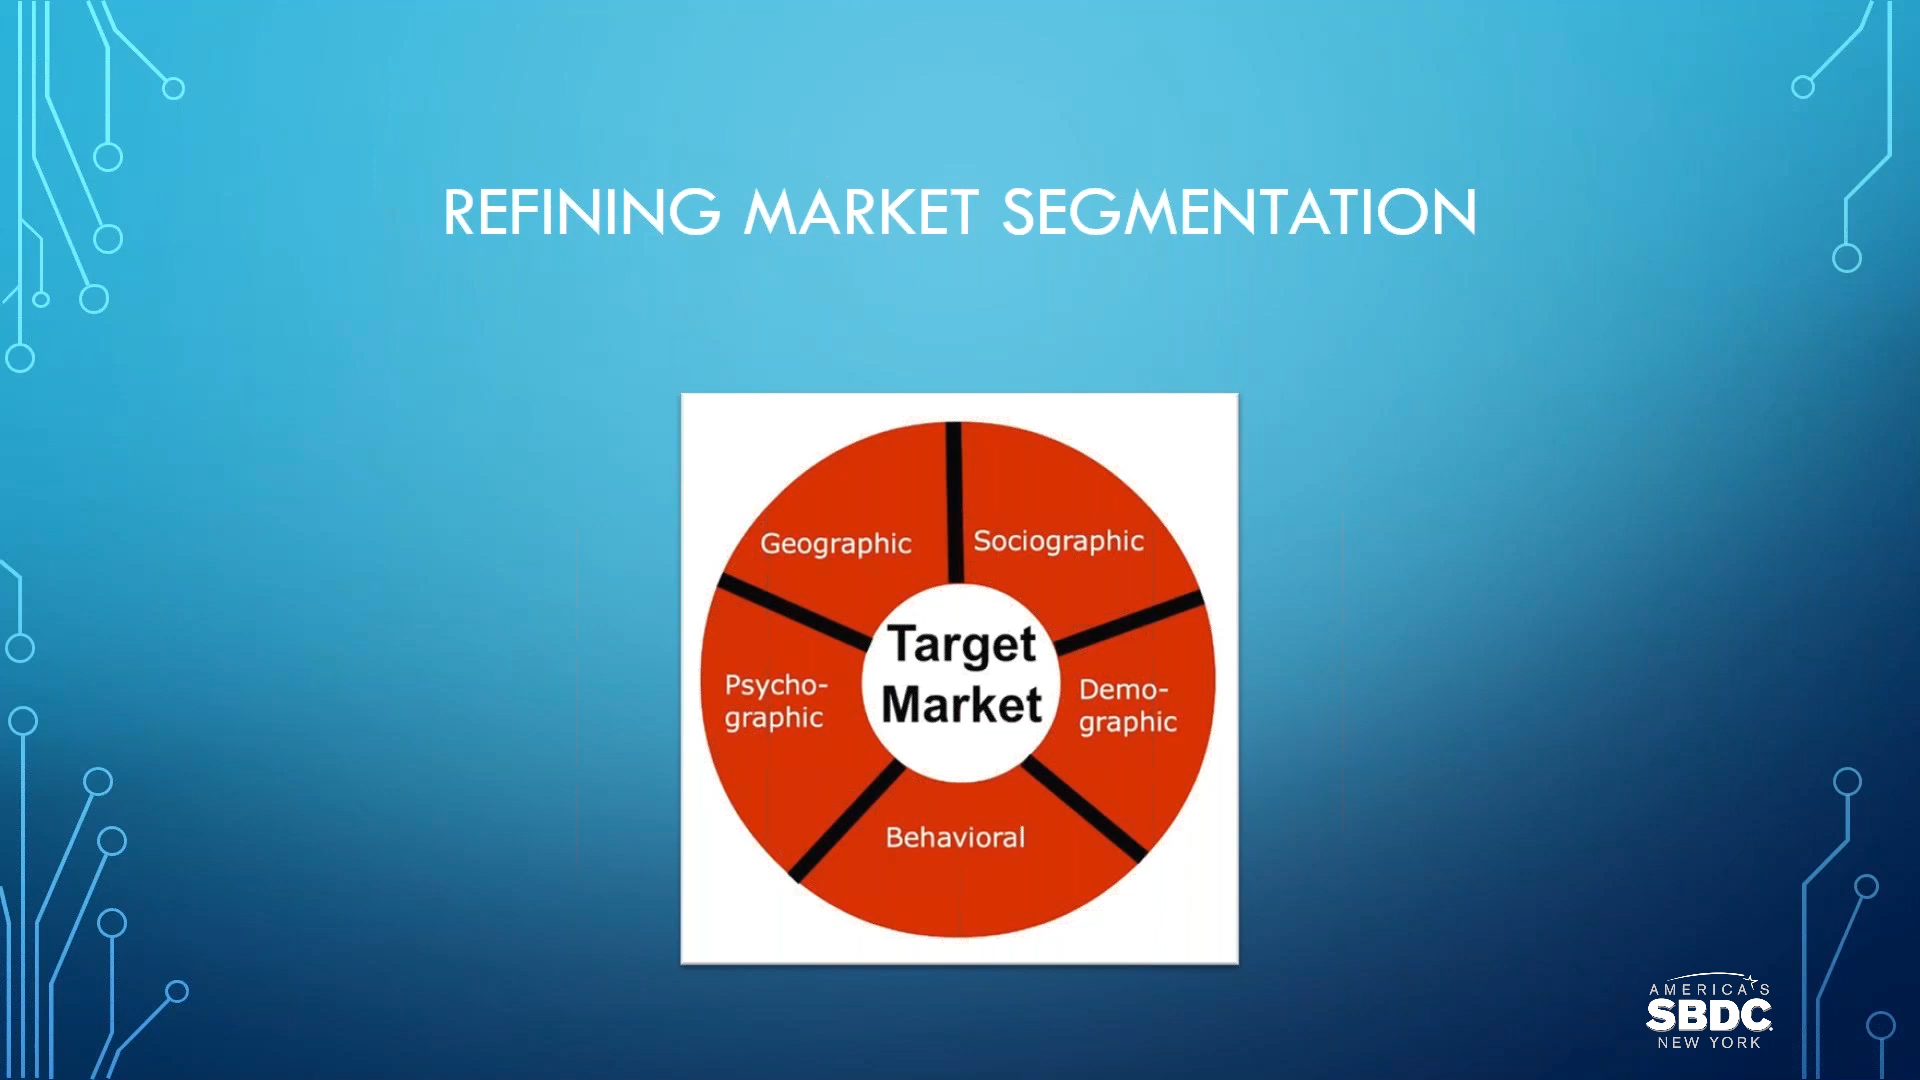 REFINING MARKET SEGMENTATION
Geographic
Sociographic
Target
Market
Psycho-
graphic
Demo-
graphic
Behavioral
AMERICA'S
SBDC
NEW YORK